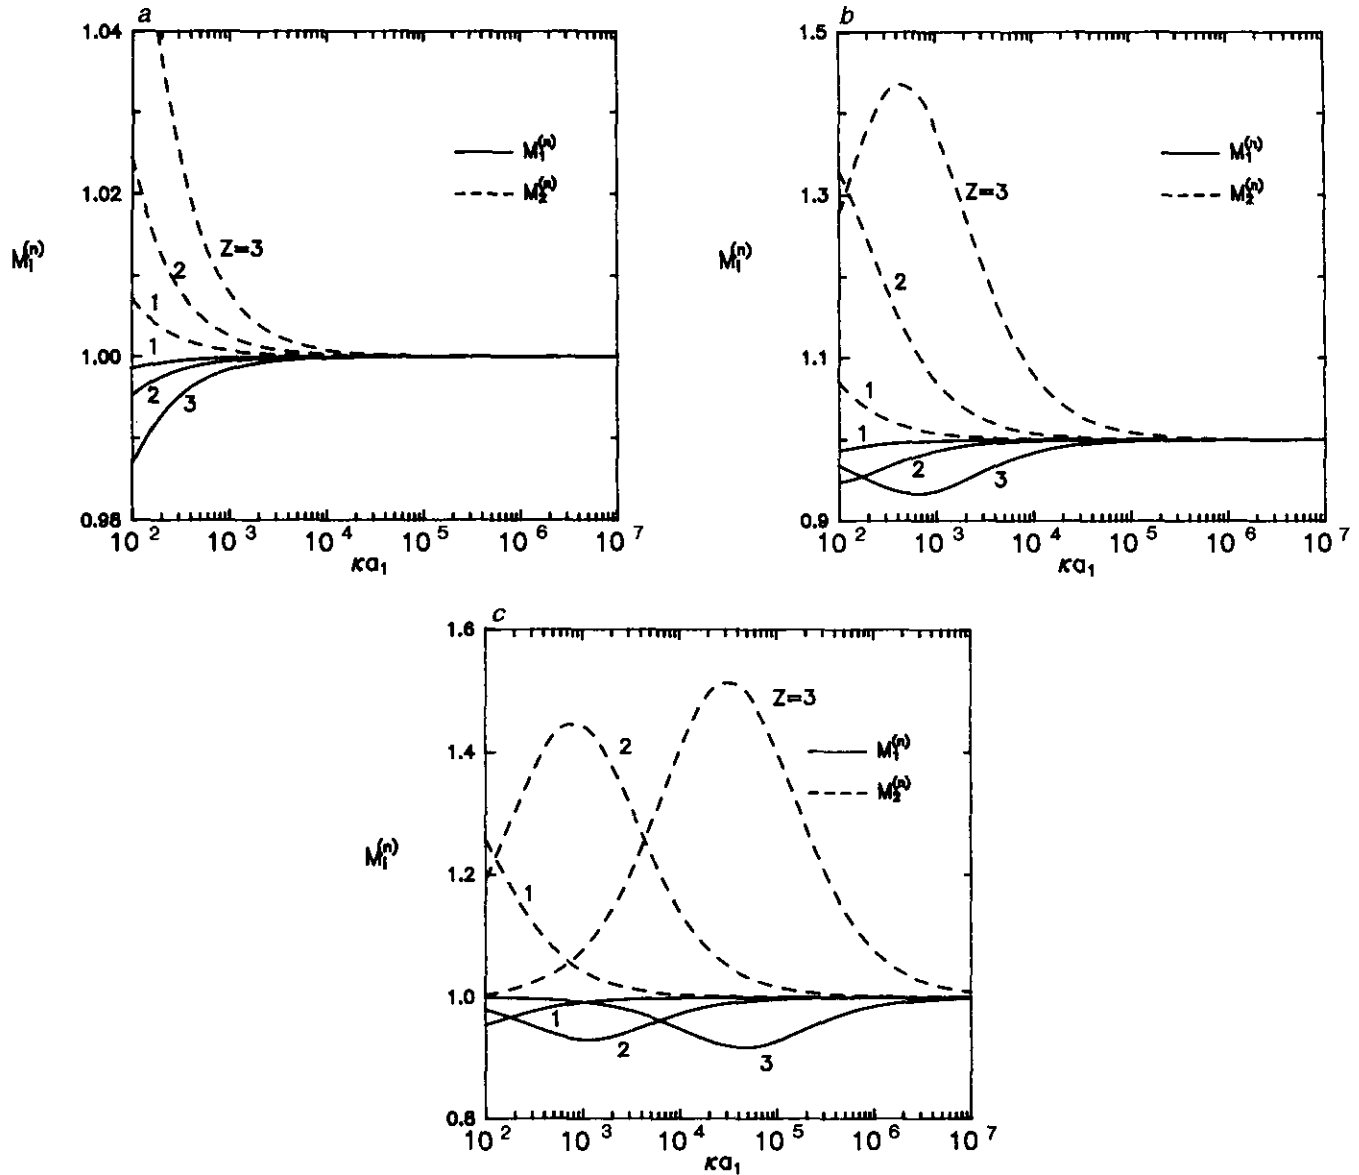 a
1.04
1.02
1.00
0.98
M_i^(n)
M_1^(n)
M_2^(n)
Z=3
2
1
1
2
3
10^2 10^3 10^4 10^5 10^6 10^7
κa_1
b
1.5
1.3
1.1
0.9
M_i^(n)
M_1^(n)
M_2^(n)
Z=3
2
1
1
2
3
10^2 10^3 10^4 10^5 10^6 10^7
κa_1
c
1.6
1.4
1.2
1.0
0.8
M_i^(n)
Z=3
M_1^(n)
M_2^(n)
2
1
1
2
3
10^2 10^3 10^4 10^5 10^6 10^7
κa_1